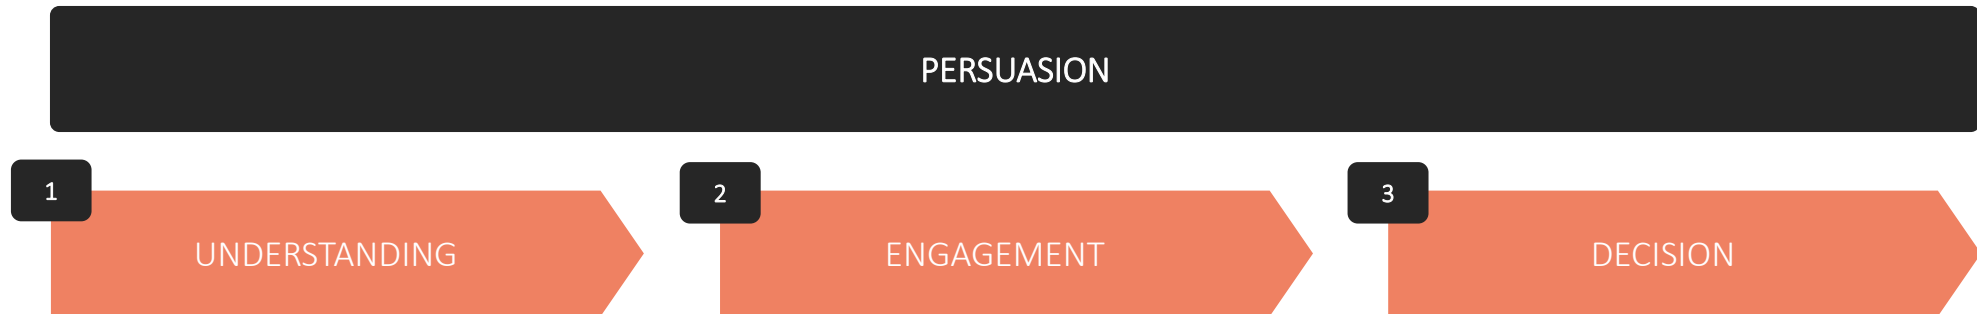 PERSUASION
1
UNDERSTANDING
2
ENGAGEMENT
3
DECISION